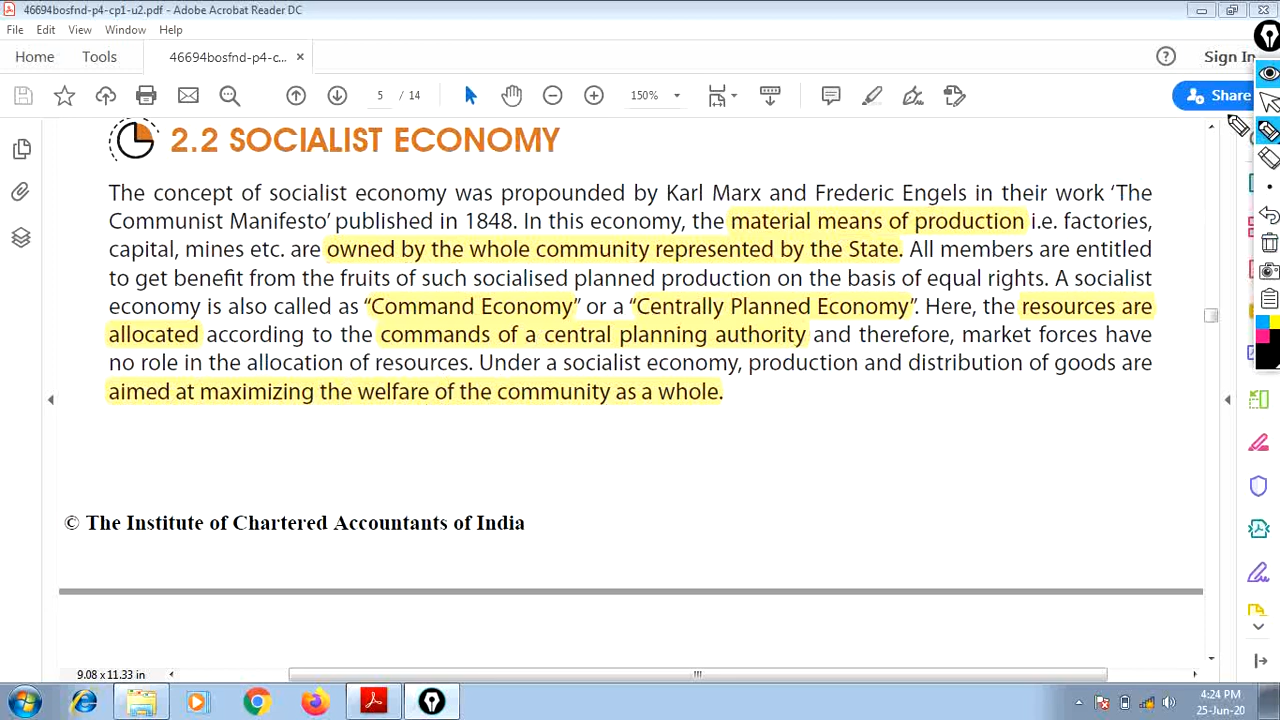 46694bosfnd-p4-cp1-u2.pdf - Adobe Acrobat Reader DC
File Edit View Window Help
Home Tools 46694bosfnd-p4-c... × Sign In
5 / 14 150% Share
2.2 SOCIALIST ECONOMY
The concept of socialist economy was propounded by Karl Marx and Frederic Engels in their work ‘The
Communist Manifesto’ published in 1848. In this economy, the material means of production i.e. factories,
capital, mines etc. are owned by the whole community represented by the State. All members are entitled
to get benefit from the fruits of such socialised planned production on the basis of equal rights. A socialist
economy is also called as “Command Economy” or a “Centrally Planned Economy”. Here, the resources are
allocated according to the commands of a central planning authority and therefore, market forces have
no role in the allocation of resources. Under a socialist economy, production and distribution of goods are
aimed at maximizing the welfare of the community as a whole.
© The Institute of Chartered Accountants of India
9.08 x 11.33 in
4:24 PM
25-Jun-20